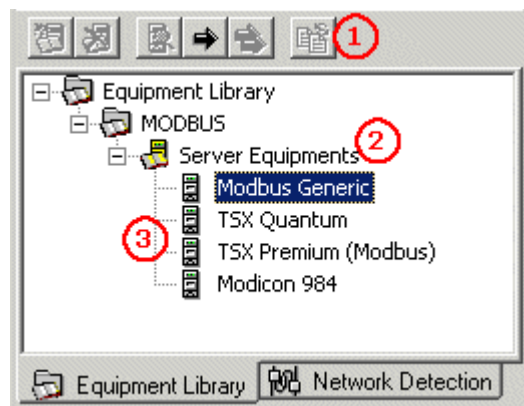 1
Equipment Library
MODBUS
Server Equipments
2
Modbus Generic
TSX Quantum
3
TSX Premium (Modbus)
Modicon 984
Equipment Library
Network Detection